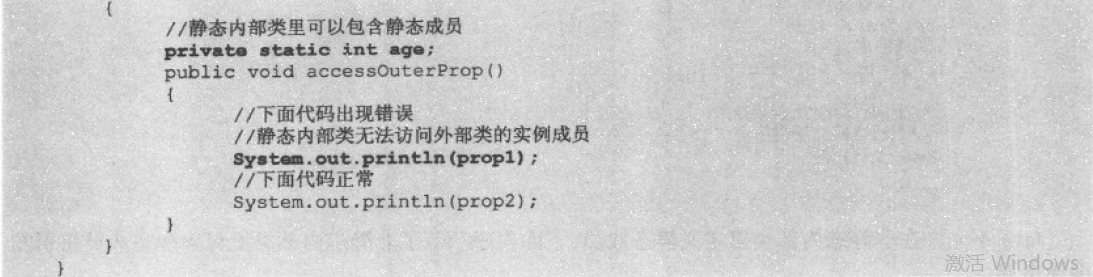 {
//静态内部类里可以包含静态成员
private static int age;
public void accessOuterProp()
{
//下面代码出现错误
//静态内部类无法访问外部类的实例成员
System.out.println(prop1);
//下面代码正常
System.out.println(prop2);
}
}
}
激活 Windows